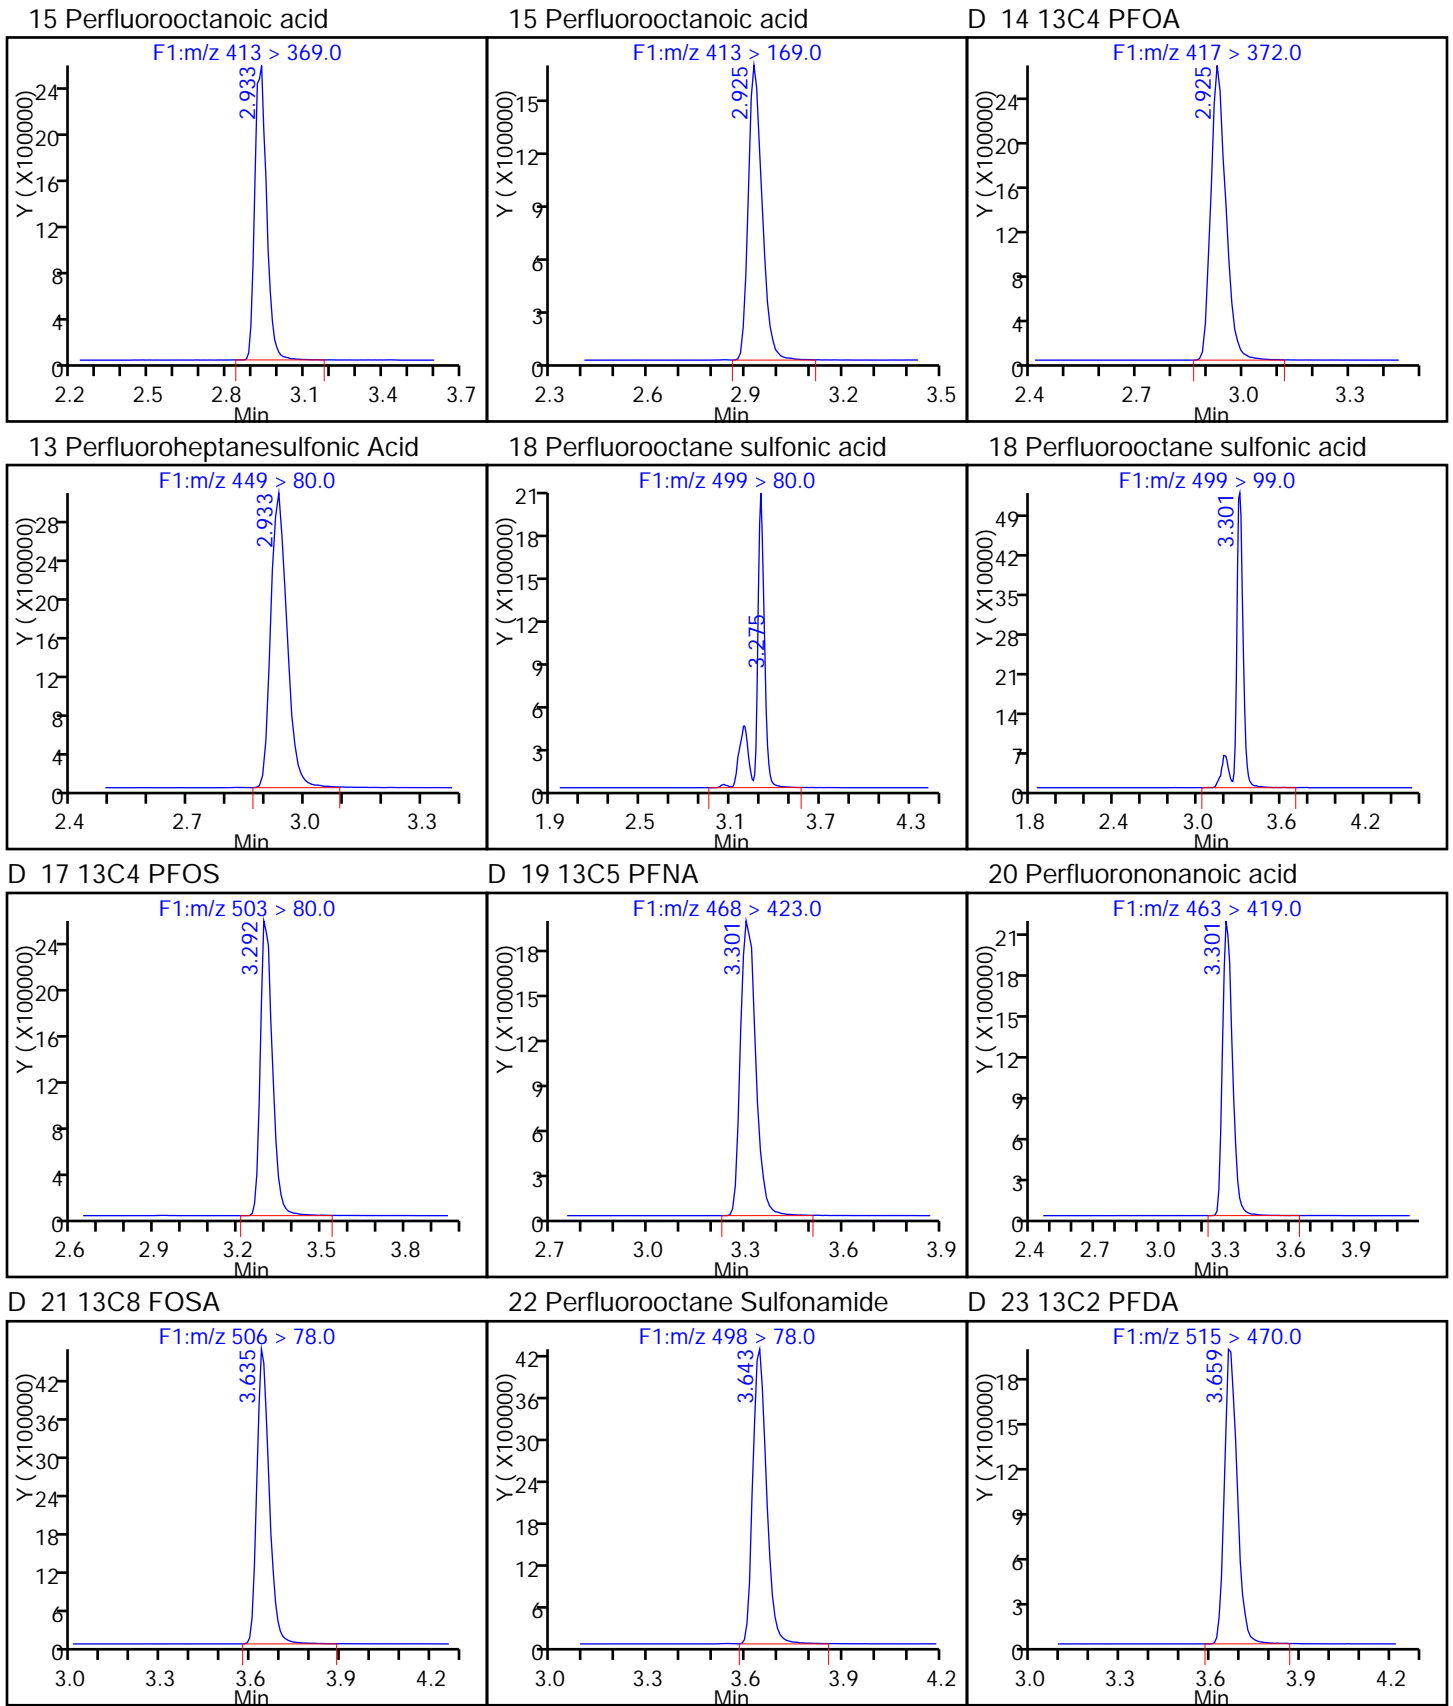 15 Perfluorooctanoic acid
F1:m/z 413 > 369.0
Y ( X100000)
24
20
16
12
8
4
0
2.933
2.2 2.5 2.8 3.1 3.4 3.7
Min
15 Perfluorooctanoic acid
F1:m/z 413 > 169.0
Y ( X100000)
15
12
9
6
3
0
2.925
2.3 2.6 2.9 3.2 3.5
Min
D 14 13C4 PFOA
F1:m/z 417 > 372.0
Y ( X100000)
24
20
16
12
8
4
0
2.925
2.4 2.7 3.0 3.3
Min
13 Perfluoroheptanesulfonic Acid
F1:m/z 449 > 80.0
Y ( X100000)
28
24
20
16
12
8
4
0
2.933
2.4 2.7 3.0 3.3
Min
18 Perfluorooctane sulfonic acid
F1:m/z 499 > 80.0
Y ( X100000)
21
18
15
12
9
6
3
0
3.275
1.9 2.5 3.1 3.7 4.3
Min
18 Perfluorooctane sulfonic acid
F1:m/z 499 > 99.0
Y ( X10000)
49
42
35
28
21
14
7
0
3.301
1.8 2.4 3.0 3.6 4.2
Min
D 17 13C4 PFOS
F1:m/z 503 > 80.0
Y ( X100000)
24
20
16
12
8
4
0
3.292
2.6 2.9 3.2 3.5 3.8
Min
D 19 13C5 PFNA
F1:m/z 468 > 423.0
Y ( X100000)
18
15
12
9
6
3
0
3.301
2.7 3.0 3.3 3.6 3.9
Min
20 Perfluorononanoic acid
F1:m/z 463 > 419.0
Y ( X100000)
21
18
15
12
9
6
3
0
3.301
2.4 2.7 3.0 3.3 3.6 3.9
Min
D 21 13C8 FOSA
F1:m/z 506 > 78.0
Y ( X100000)
42
36
30
24
18
12
6
0
3.635
3.0 3.3 3.6 3.9 4.2
Min
22 Perfluorooctane Sulfonamide
F1:m/z 498 > 78.0
Y ( X100000)
42
36
30
24
18
12
6
0
3.643
3.0 3.3 3.6 3.9 4.2
Min
D 23 13C2 PFDA
F1:m/z 515 > 470.0
Y ( X100000)
18
15
12
9
6
3
0
3.659
3.0 3.3 3.6 3.9 4.2
Min